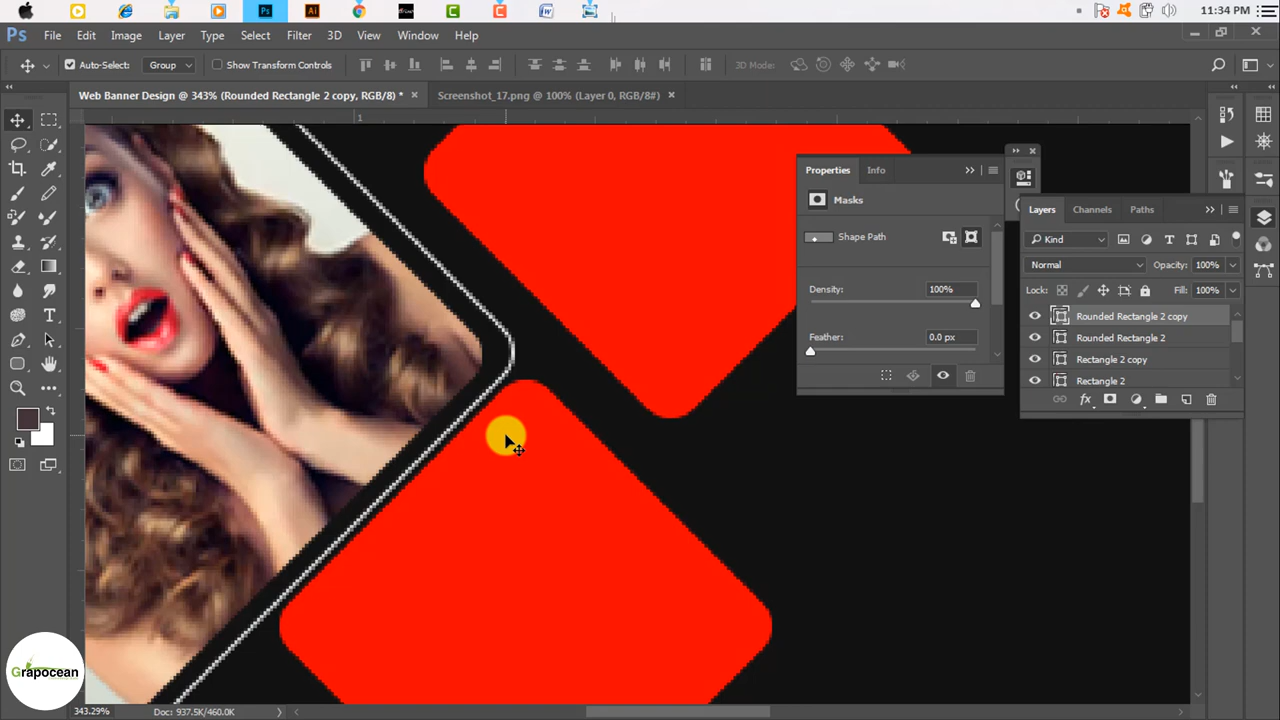 11:34 PM
Ps File Edit Image Layer Type Select Filter 3D View Window Help
Auto-Select: Group Show Transform Controls 3D Mode:
Web Banner Design @ 343% (Rounded Rectangle 2 copy, RGB/8) * Screenshot_17.png @ 100% (Layer 0, RGB/8#)
1
Properties Info
Masks
Shape Path
Density: 100%
Feather: 0.0 px
Layers Channels Paths
Kind
Normal Opacity: 100%
Lock: Fill: 100%
Rounded Rectangle 2 copy
Rounded Rectangle 2
Rectangle 2 copy
Rectangle 2
fx
Grapocean
343.29% Doc: 937.5K/460.0K